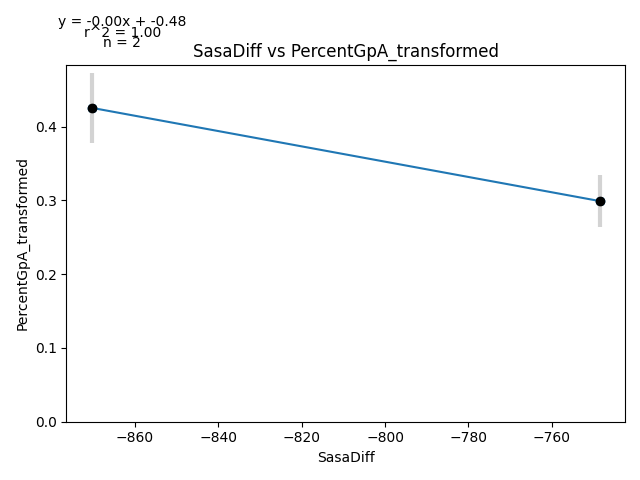 y = -0.00x + -0.48
r^2 = 1.00
n = 2
SasaDiff vs PercentGpA_transformed
PercentGpA_transformed
0.4
0.3
0.2
0.1
0.0
−860 −840 −820 −800 −780 −760
SasaDiff